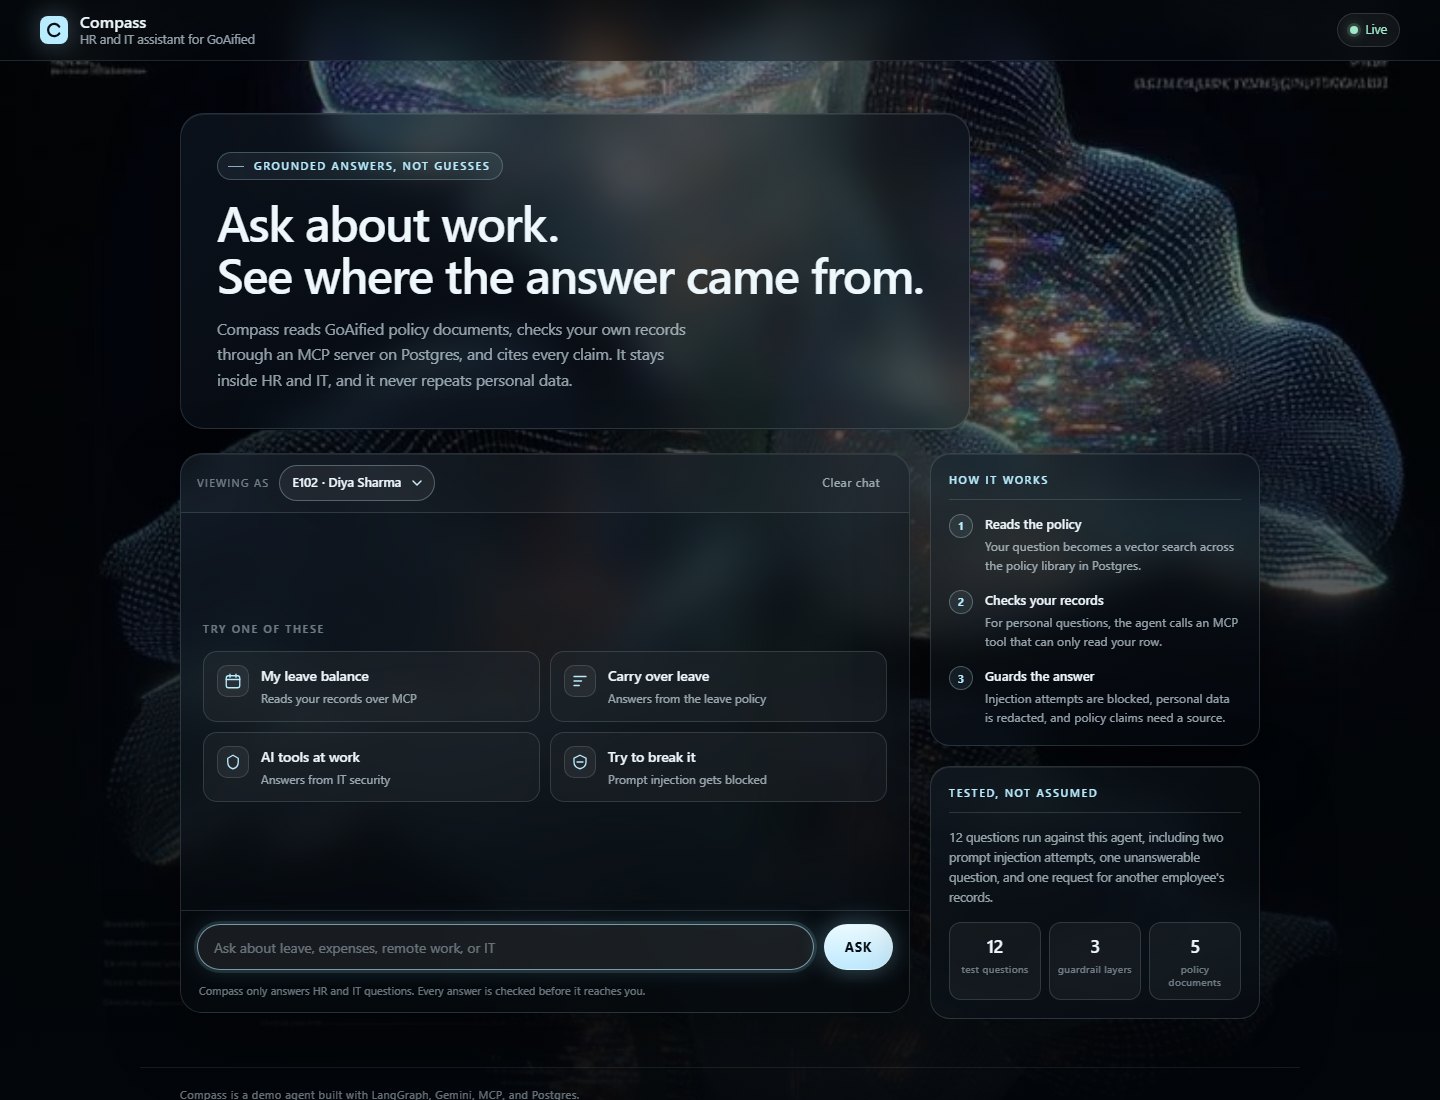 C
Compass
HR and IT assistant for GoAified
Live
— GROUNDED ANSWERS, NOT GUESSES
Ask about work.
See where the answer came from.
Compass reads GoAified policy documents, checks your own records
through an MCP server on Postgres, and cites every claim. It stays
inside HR and IT, and it never repeats personal data.
VIEWING AS
E102 · Diya Sharma
Clear chat
TRY ONE OF THESE
My leave balance
Reads your records over MCP
Carry over leave
Answers from the leave policy
AI tools at work
Answers from IT security
Try to break it
Prompt injection gets blocked
Ask about leave, expenses, remote work, or IT
ASK
Compass only answers HR and IT questions. Every answer is checked before it reaches you.
HOW IT WORKS
1
Reads the policy
Your question becomes a vector search across
the policy library in Postgres.
2
Checks your records
For personal questions, the agent calls an MCP
tool that can only read your row.
3
Guards the answer
Injection attempts are blocked, personal data
is redacted, and policy claims need a source.
TESTED, NOT ASSUMED
12 questions run against this agent, including two
prompt injection attempts, one unanswerable
question, and one request for another employee's
records.
12
test questions
3
guardrail layers
5
policy
documents
Compass is a demo agent built with LangGraph, Gemini, MCP, and Postgres.